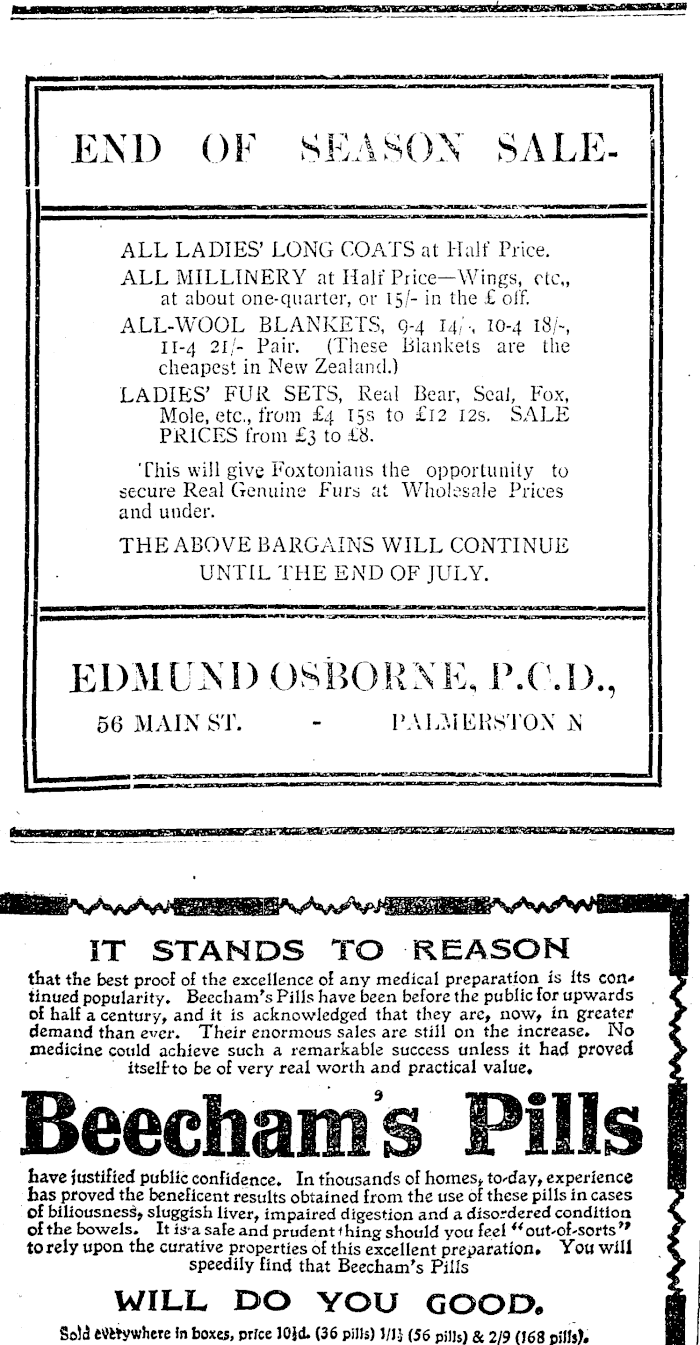 END OF SEASON SALE-
ALL LADIES' LONG COATS at Half Price.
ALL MILLINERY at Half Price—Wings, etc.,
at about one-quarter, or 15/- in the £ off.
ALL-WOOL BLANKETS, 9-4 14/-, 10-4 18/-,
11-4 21/- Pair. (These Blankets are the
cheapest in New Zealand.)
LADIES' FUR SETS, Real Bear, Seal, Fox,
Mole, etc., from £4 15s to £12 12s. SALE
PRICES from £3 to £8.
This will give Foxtonians the opportunity to
secure Real Genuine Furs at Wholesale Prices
and under.
THE ABOVE BARGAINS WILL CONTINUE
UNTIL THE END OF JULY.
EDMUND OSBORNE, P.C.D.,
56 MAIN ST. - PALMERSTON N
IT STANDS TO REASON
that the best proof of the excellence of any medical preparation is its con-
tinued popularity. Beecham's Pills have been before the public for upwards
of half a century, and it is acknowledged that they are, now, in greater
demand than ever. Their enormous sales are still on the increase. No
medicine could achieve such a remarkable success unless it had proved
itself to be of very real worth and practical value.
Beecham's Pills
have justified public confidence. In thousands of homes, to-day, experience
has proved the beneficent results obtained from the use of these pills in cases
of biliousness, sluggish liver, impaired digestion and a disordered condition
of the bowels. It is a safe and prudent thing should you feel "out-of-sorts"
to rely upon the curative properties of this excellent preparation. You will
speedily find that Beecham's Pills
WILL DO YOU GOOD.
Sold everywhere in boxes, price 10½d. (36 pills) 1/1½ (56 pills) & 2/9 (168 pills).